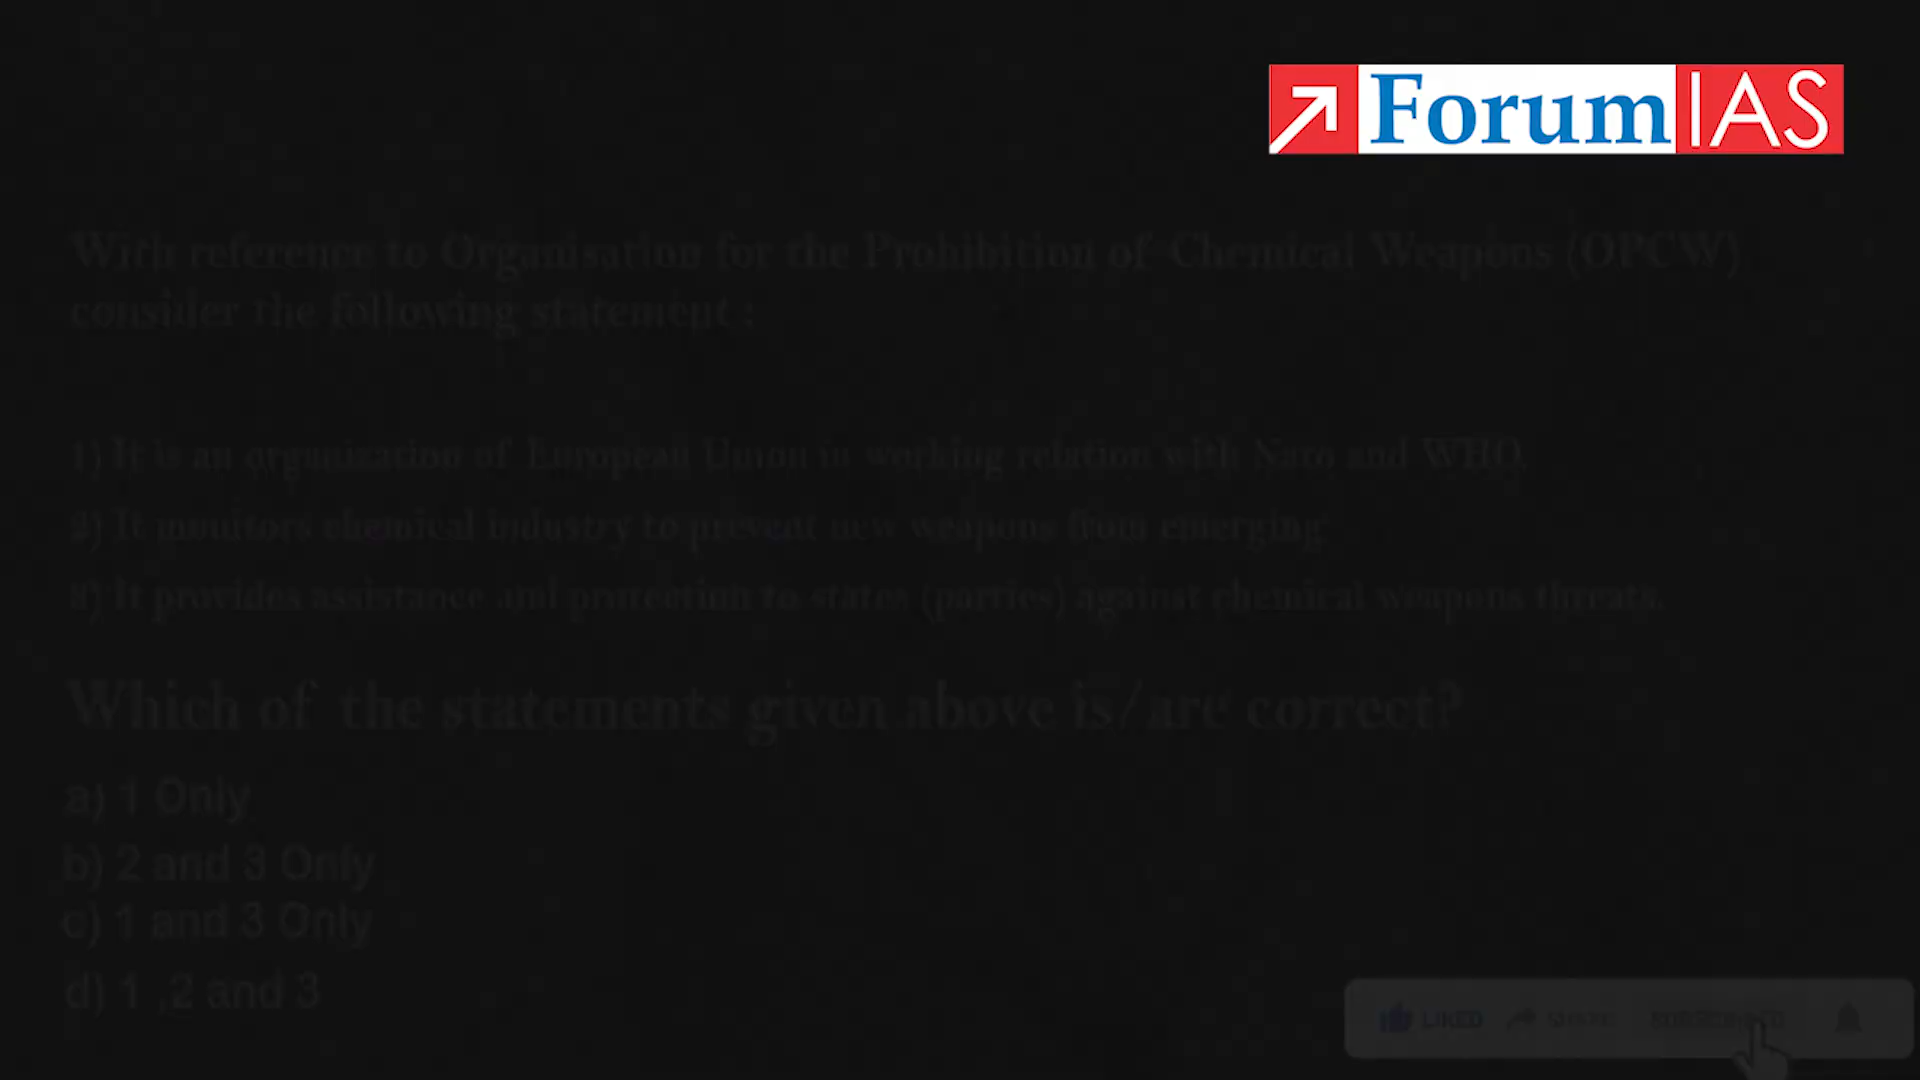 ForumIAS
With reference to Organisation for the Prohibition of Chemical Weapons (OPCW)
consider the following statement :
1) It is an organization of European Union in working relation with Nato and WHO.
2) It monitors chemical industry to prevent new weapons from emerging
3) It provides assistance and protection to states (parties) against chemical weapons threats.
Which of the statements given above is/are correct?
a) 1 Only
b) 2 and 3 Only
c) 1 and 3 Only
d) 1 ,2 and 3
LIKED SHARE SUBSCRIBED